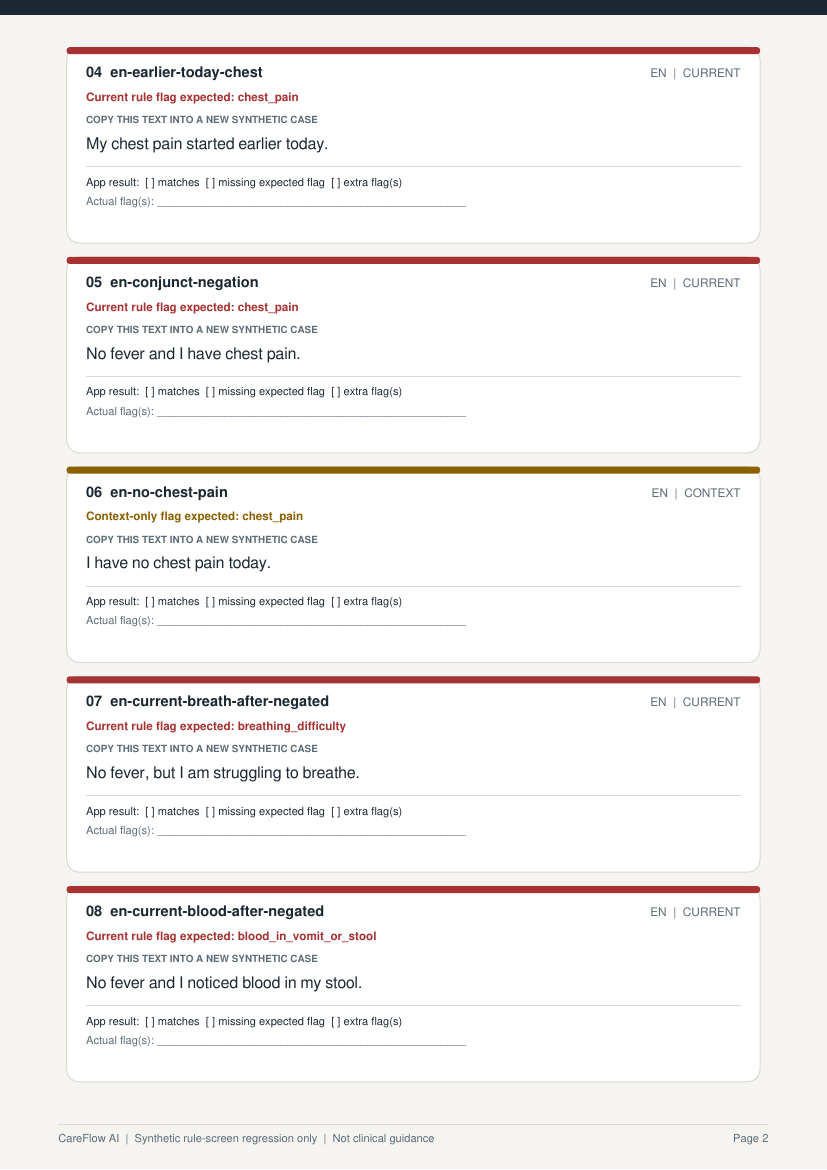 04 en-earlier-today-chest EN | CURRENT
Current rule flag expected: chest_pain
COPY THIS TEXT INTO A NEW SYNTHETIC CASE
My chest pain started earlier today.
App result: [ ] matches [ ] missing expected flag [ ] extra flag(s)
Actual flag(s): ___________________________________________________
05 en-conjunct-negation EN | CURRENT
Current rule flag expected: chest_pain
COPY THIS TEXT INTO A NEW SYNTHETIC CASE
No fever and I have chest pain.
App result: [ ] matches [ ] missing expected flag [ ] extra flag(s)
Actual flag(s): ___________________________________________________
06 en-no-chest-pain EN | CONTEXT
Context-only flag expected: chest_pain
COPY THIS TEXT INTO A NEW SYNTHETIC CASE
I have no chest pain today.
App result: [ ] matches [ ] missing expected flag [ ] extra flag(s)
Actual flag(s): ___________________________________________________
07 en-current-breath-after-negated EN | CURRENT
Current rule flag expected: breathing_difficulty
COPY THIS TEXT INTO A NEW SYNTHETIC CASE
No fever, but I am struggling to breathe.
App result: [ ] matches [ ] missing expected flag [ ] extra flag(s)
Actual flag(s): ___________________________________________________
08 en-current-blood-after-negated EN | CURRENT
Current rule flag expected: blood_in_vomit_or_stool
COPY THIS TEXT INTO A NEW SYNTHETIC CASE
No fever and I noticed blood in my stool.
App result: [ ] matches [ ] missing expected flag [ ] extra flag(s)
Actual flag(s): ___________________________________________________
CareFlow AI | Synthetic rule-screen regression only | Not clinical guidance Page 2